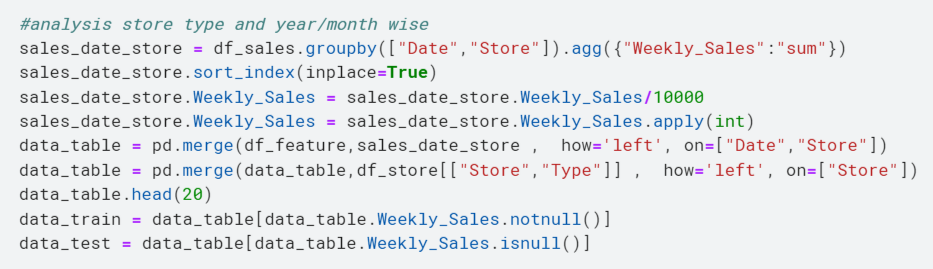 #analysis store type and year/month wise
sales_date_store = df_sales.groupby(["Date","Store"]).agg({"Weekly_Sales":"sum"})
sales_date_store.sort_index(inplace=True)
sales_date_store.Weekly_Sales = sales_date_store.Weekly_Sales/10000
sales_date_store.Weekly_Sales = sales_date_store.Weekly_Sales.apply(int)
data_table = pd.merge(df_feature,sales_date_store ,  how='left', on=["Date","Store"])
data_table = pd.merge(data_table,df_store[["Store","Type"]] ,  how='left', on=["Store"])
data_table.head(20)
data_train = data_table[data_table.Weekly_Sales.notnull()]
data_test = data_table[data_table.Weekly_Sales.isnull()]